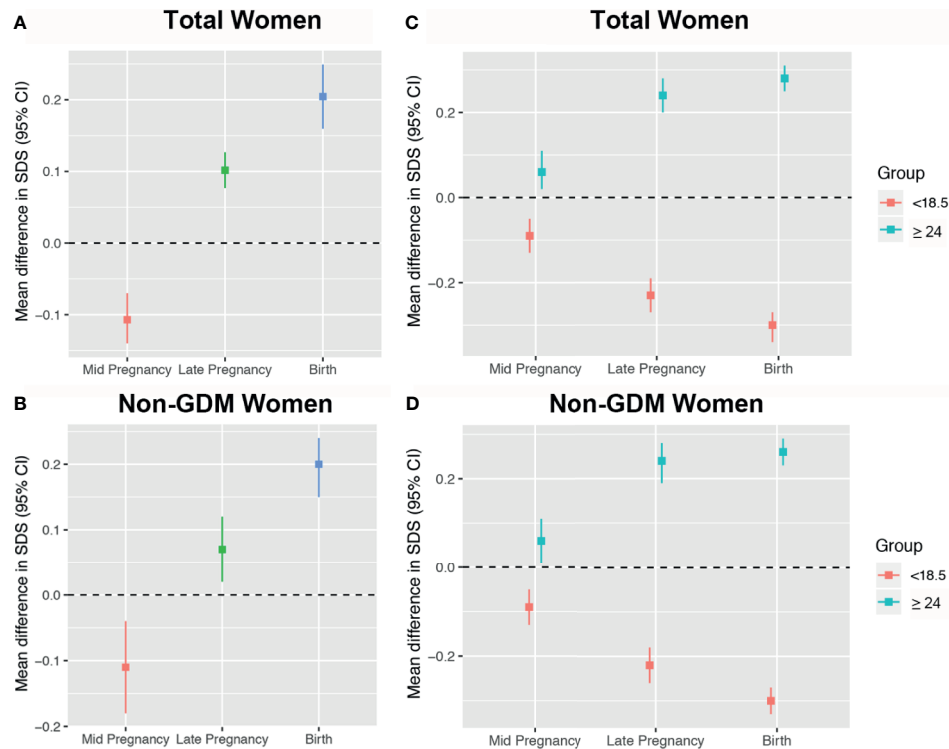 A
Total Women
Mean difference in SDS (95% CI)
0.2
0.1
0.0
−0.1
Mid Pregnancy
Late Pregnancy
Birth
C
Total Women
Mean difference in SDS (95% CI)
0.2
0.0
−0.2
Mid Pregnancy
Late Pregnancy
Birth
Group
<18.5
≥ 24
B
Non-GDM Women
Mean difference in SDS (95% CI)
0.2
0.1
0.0
−0.1
−0.2
Mid Pregnancy
Late Pregnancy
Birth
D
Non-GDM Women
Mean difference in SDS (95% CI)
0.2
0.0
−0.2
Mid Pregnancy
Late Pregnancy
Birth
Group
<18.5
≥ 24